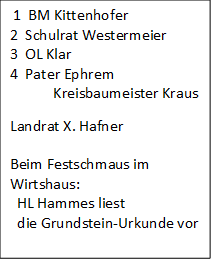 1 BM Kittenhofer
2 Schulrat Westermeier
3 OL Klar
4 Pater Ephrem
Kreisbaumeister Kraus
Landrat X. Hafner
Beim Festschmaus im
Wirtshaus:
HL Hammes liest
die Grundstein-Urkunde vor